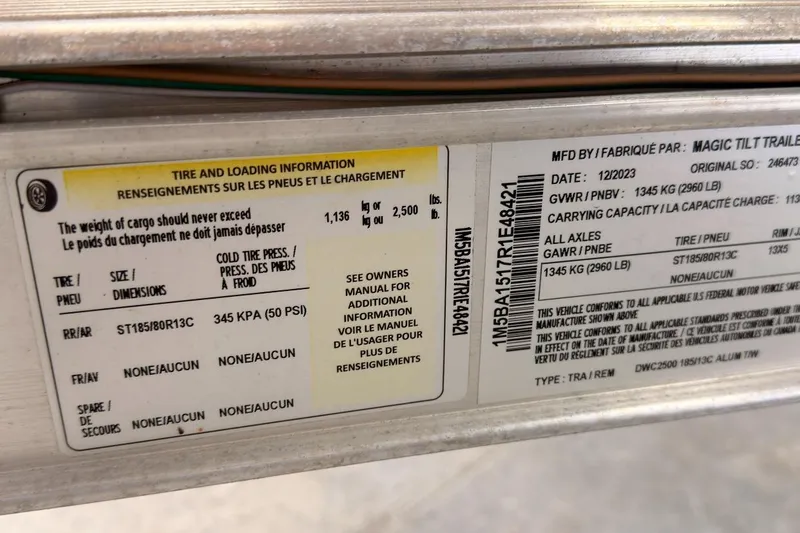 TIRE AND LOADING INFORMATION
RENSEIGNEMENTS SUR LES PNEUS ET LE CHARGEMENT
The weight of cargo should never exceed
Le poids du chargement ne doit jamais dépasser
1,136 kg or 2,500 lbs.
kg ou lb.
TIRE / SIZE / COLD TIRE PRESS. /
PNEU DIMENSIONS PRESS. DES PNEUS
À FROID
RR/AR ST185/80R13C 345 KPA (50 PSI)
FR/AV NONE/AUCUN NONE/AUCUN
SPARE /
DE
SECOURS NONE/AUCUN NONE/AUCUN
SEE OWNERS
MANUAL FOR
ADDITIONAL
INFORMATION
VOIR LE MANUEL
DE L'USAGER POUR
PLUS DE
RENSEIGNEMENTS
1M5BA1517R1E48421
1M5BA1517R1E48421
MFD BY / FABRIQUÉ PAR : MAGIC TILT TRAILE
DATE : 12/2023 ORIGINAL SO : 246473
GVWR / PNBV : 1345 KG (2960 LB)
CARRYING CAPACITY / LA CAPACITÉ CHARGE : 113
ALL AXLES
GAWR / PNBE TIRE / PNEU RIM / J
1345 KG (2960 LB) ST185/80R13C 13X5
NONE/AUCUN
THIS VEHICLE CONFORMS TO ALL APPLICABLE U.S FEDERAL MOTOR VEHICLE SAFE
MANUFACTURE SHOWN ABOVE
THIS VEHICLE CONFORMS TO ALL APPLICABLE STANDARDS PRESCRIBED UNDER
IN EFFECT ON THE DATE OF MANUFACTURE / CE VÉHICULE EST CONFORME À TOUTES
VERTU DU RÈGLEMENT SUR LA SÉCURITÉ DES VÉHICULES AUTOMOBILES DU CANADA
TYPE : TRA / REM DWC2500 185/13C ALUM T/W